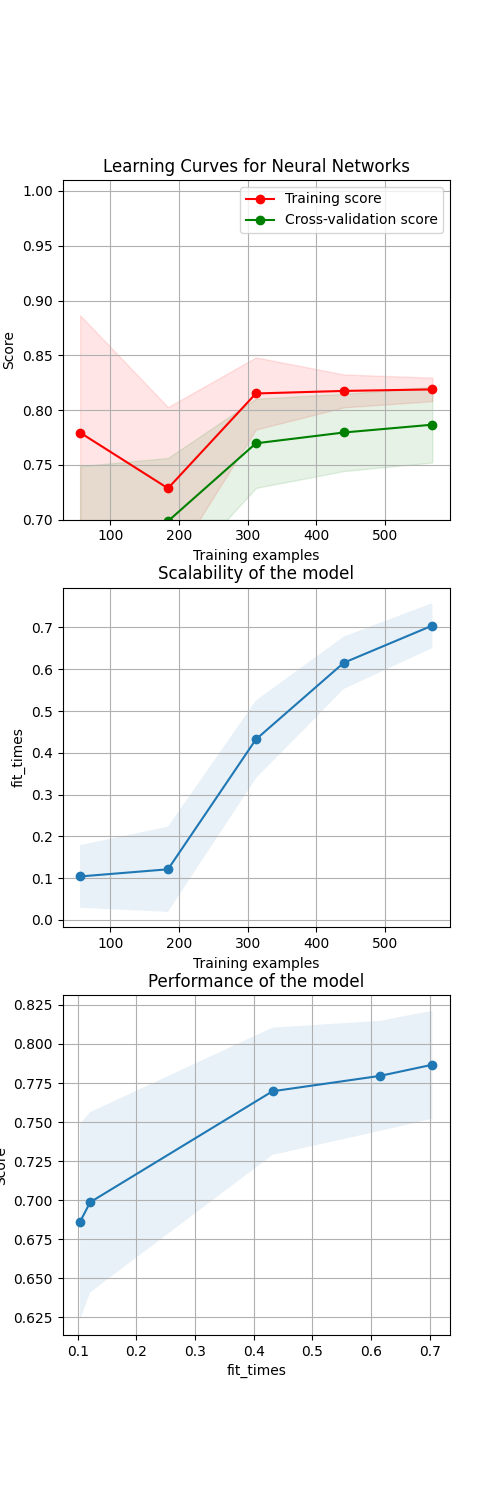 Learning Curves for Neural Networks
1.00
0.95
0.90
0.85
0.80
0.75
0.70
Score
Training score
Cross-validation score
100 200 300 400 500
Training examples
Scalability of the model
0.7
0.6
0.5
0.4
0.3
0.2
0.1
0.0
fit_times
100 200 300 400 500
Training examples
Performance of the model
0.825
0.800
0.775
0.750
0.725
0.700
0.675
0.650
0.625
Score
0.1 0.2 0.3 0.4 0.5 0.6 0.7
fit_times